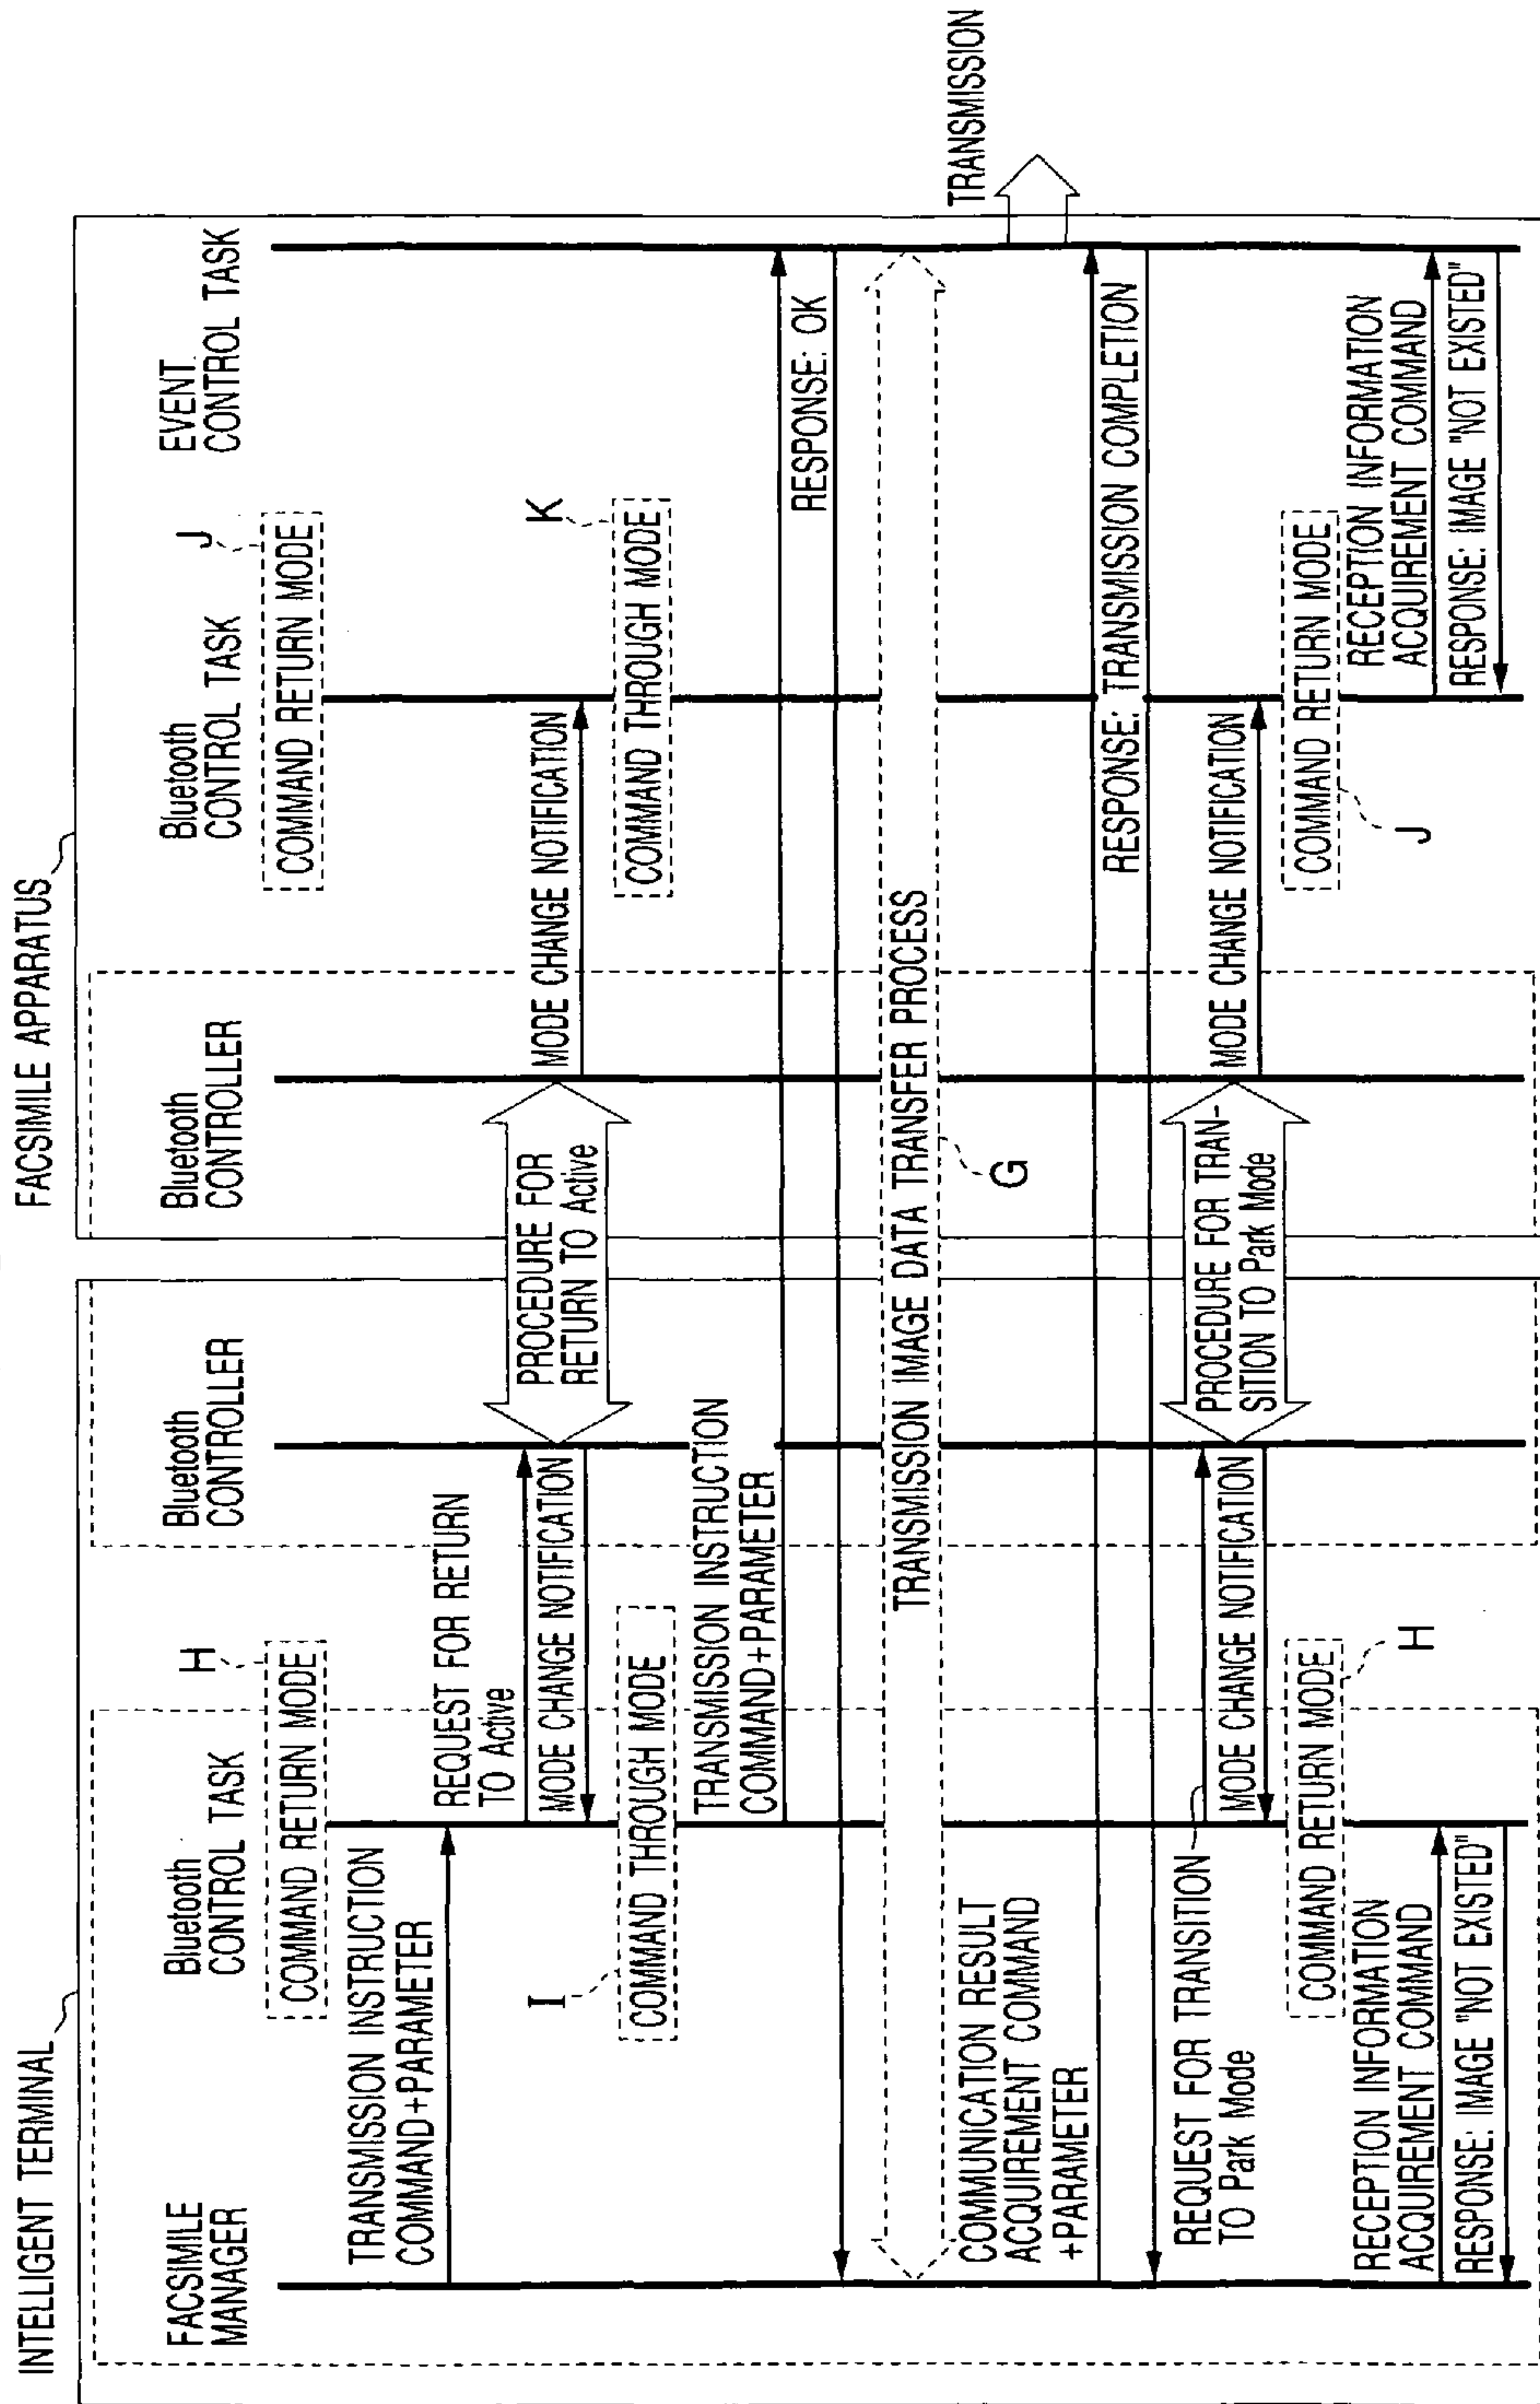 INTELLIGENT TERMINAL
FACSIMILE APPARATUS
FACSIMILE
MANAGER
Bluetooth
CONTROL TASK
Bluetooth
CONTROLLER
Bluetooth
CONTROLLER
Bluetooth
CONTROL TASK
EVENT
CONTROL TASK
H
COMMAND RETURN MODE
J
COMMAND RETURN MODE
TRANSMISSION INSTRUCTION
COMMAND+PARAMETER
REQUEST FOR RETURN
TO Active
MODE CHANGE NOTIFICATION
PROCEDURE FOR
RETURN TO Active
MODE CHANGE NOTIFICATION
I
COMMAND THROUGH MODE
K
COMMAND THROUGH MODE
TRANSMISSION INSTRUCTION
COMMAND+PARAMETER
RESPONSE: OK
TRANSMISSION IMAGE DATA TRANSFER PROCESS
G
TRANSMISSION
COMMUNICATION RESULT
ACQUIREMENT COMMAND
+PARAMETER
RESPONSE: TRANSMISSION COMPLETION
REQUEST FOR TRANSITION
TO Park Mode
MODE CHANGE NOTIFICATION
PROCEDURE FOR TRAN-
SITION TO Park Mode
MODE CHANGE NOTIFICATION
COMMAND RETURN MODE
H
COMMAND RETURN MODE
J
RECEPTION INFORMATION
ACQUIREMENT COMMAND
RESPONSE: IMAGE "NOT EXISTED"
RECEPTION INFORMATION
ACQUIREMENT COMMAND
RESPONSE: IMAGE "NOT EXISTED"